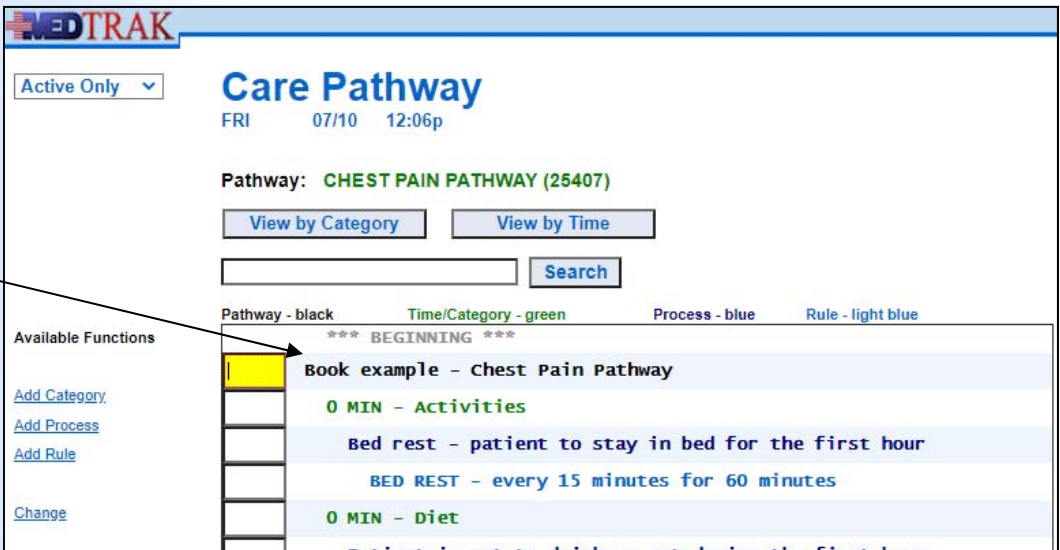 MEDTRAK
Active Only
Care Pathway
FRI 07/10 12:06p
Pathway: CHEST PAIN PATHWAY (25407)
View by Category View by Time
Search
Pathway - black Time/Category - green Process - blue Rule - light blue
Available Functions
*** BEGINNING ***
Book example - Chest Pain Pathway
Add Category
0 MIN - Activities
Add Process
Bed rest - patient to stay in bed for the first hour
Add Rule
BED REST - every 15 minutes for 60 minutes
Change
0 MIN - Diet